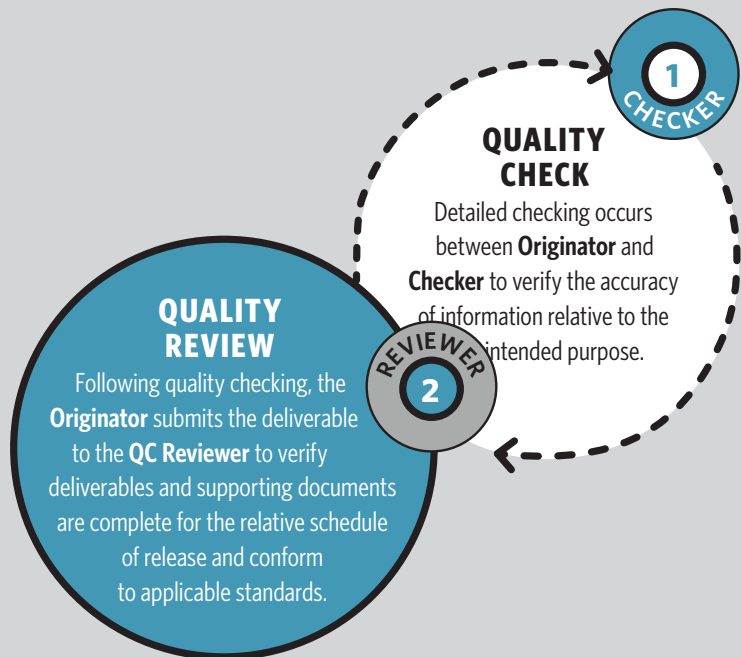 1
CHECKER
QUALITY
CHECK
Detailed checking occurs
between Originator and
Checker to verify the accuracy
of information relative to the
intended purpose.
2
REVIEWER
QUALITY
REVIEW
Following quality checking, the
Originator submits the deliverable
to the QC Reviewer to verify
deliverables and supporting documents
are complete for the relative schedule
of release and conform
to applicable standards.